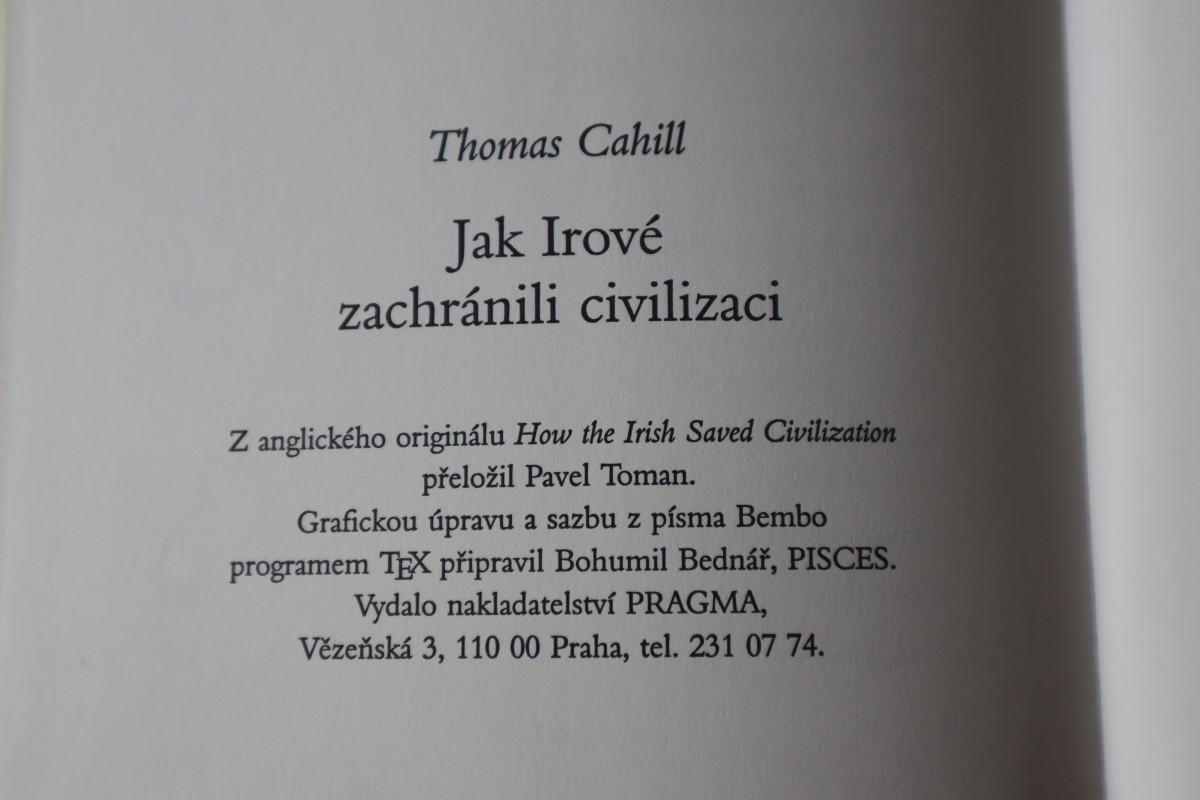 Thomas Cahill
Jak Irové
zachránili civilizaci
Z anglického originálu How the Irish Saved Civilization
přeložil Pavel Toman.
Grafickou úpravu a sazbu z písma Bembo
programem TEX připravil Bohumil Bednář, PISCES.
Vydalo nakladatelství PRAGMA,
Vězeňská 3, 110 00 Praha, tel. 231 07 74.